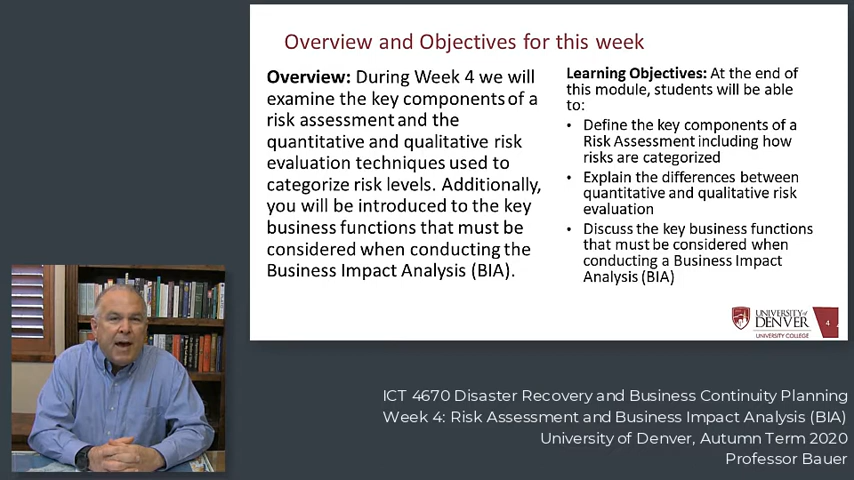 Overview and Objectives for this week
Overview: During Week 4 we will
examine the key components of a
risk assessment and the
quantitative and qualitative risk
evaluation techniques used to
categorize risk levels. Additionally,
you will be introduced to the key
business functions that must be
considered when conducting the
Business Impact Analysis (BIA).
Learning Objectives: At the end of
this module, students will be able
to:
• Define the key components of a
Risk Assessment including how
risks are categorized
• Explain the differences between
quantitative and qualitative risk
evaluation
• Discuss the key business functions
that must be considered when
conducting a Business Impact
Analysis (BIA)
UNIVERSITY of
DENVER
UNIVERSITY COLLEGE
4
ICT 4670 Disaster Recovery and Business Continuity Planning
Week 4: Risk Assessment and Business Impact Analysis (BIA)
University of Denver, Autumn Term 2020
Professor Bauer